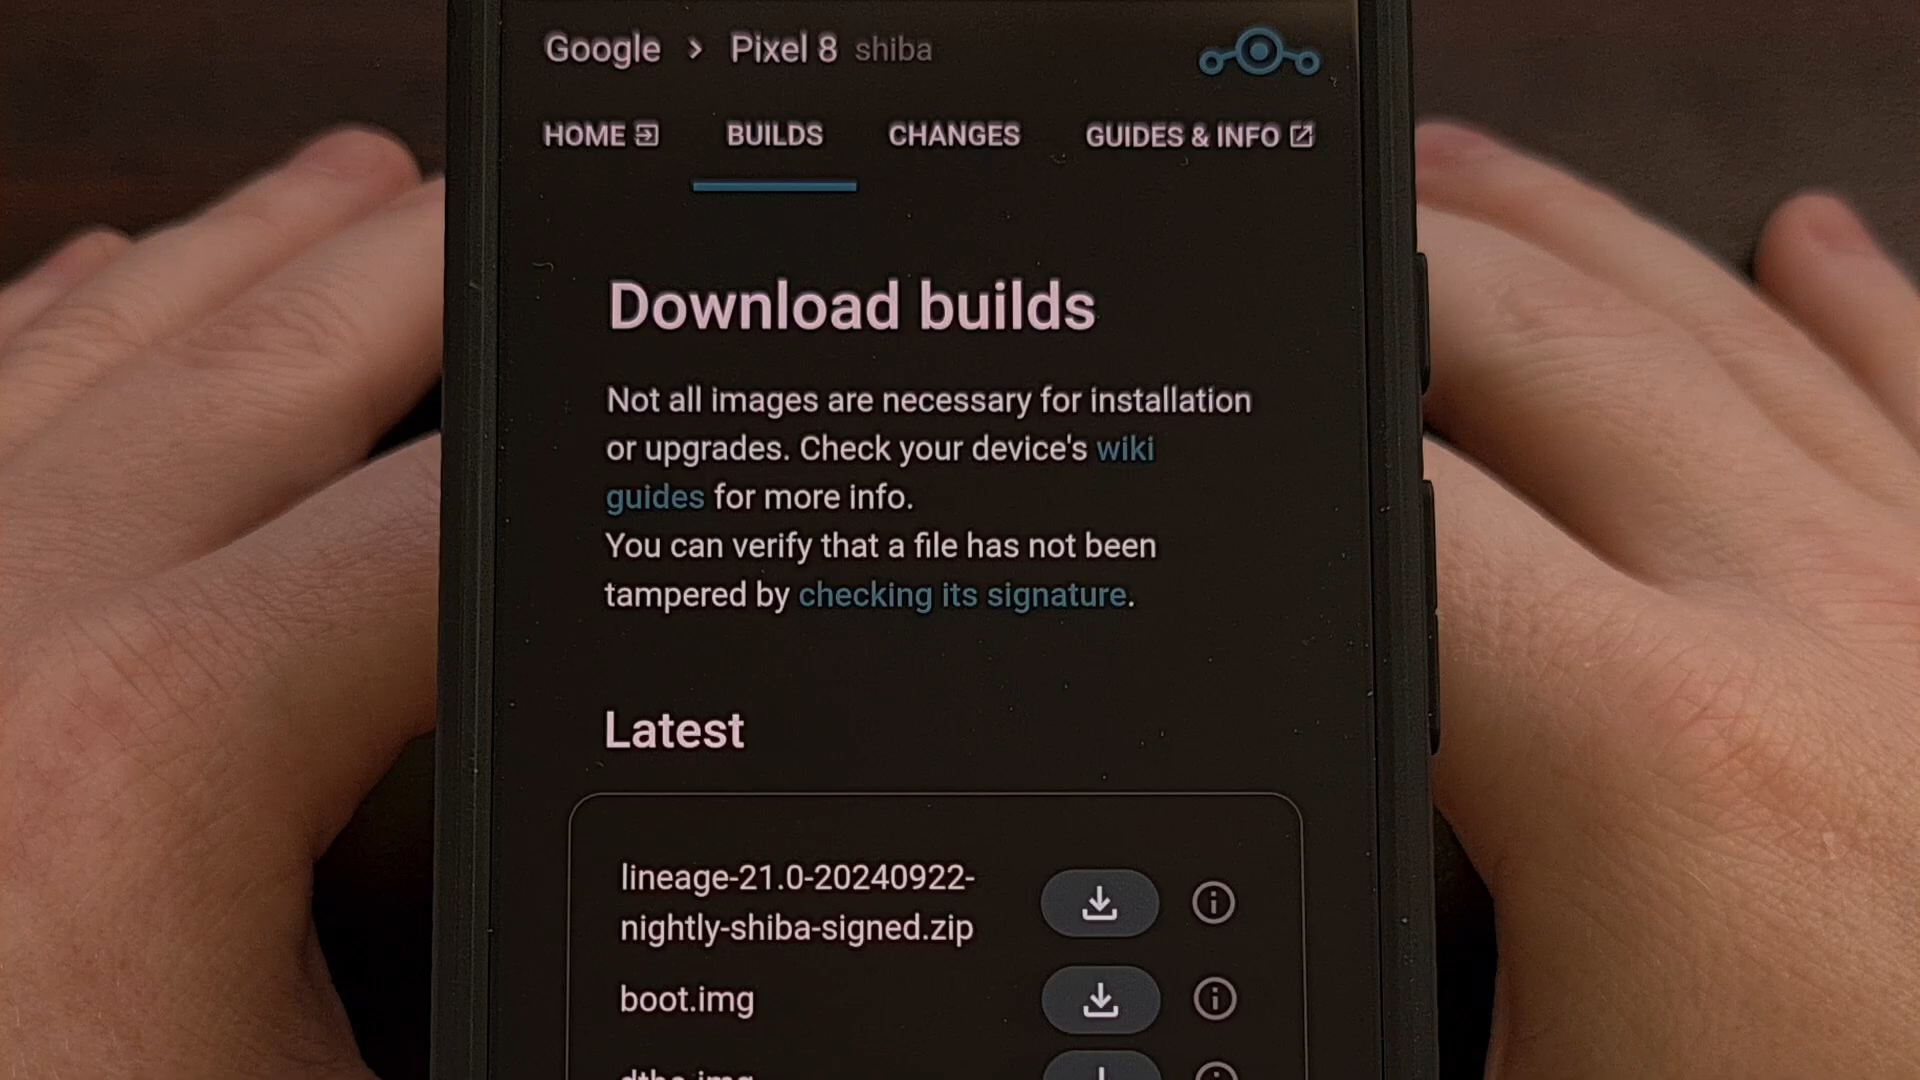 Google > Pixel 8 shiba
HOME BUILDS CHANGES GUIDES & INFO
Download builds
Not all images are necessary for installation
or upgrades. Check your device's wiki
guides for more info.
You can verify that a file has not been
tampered by checking its signature.
Latest
lineage-21.0-20240922-
nightly-shiba-signed.zip
boot.img